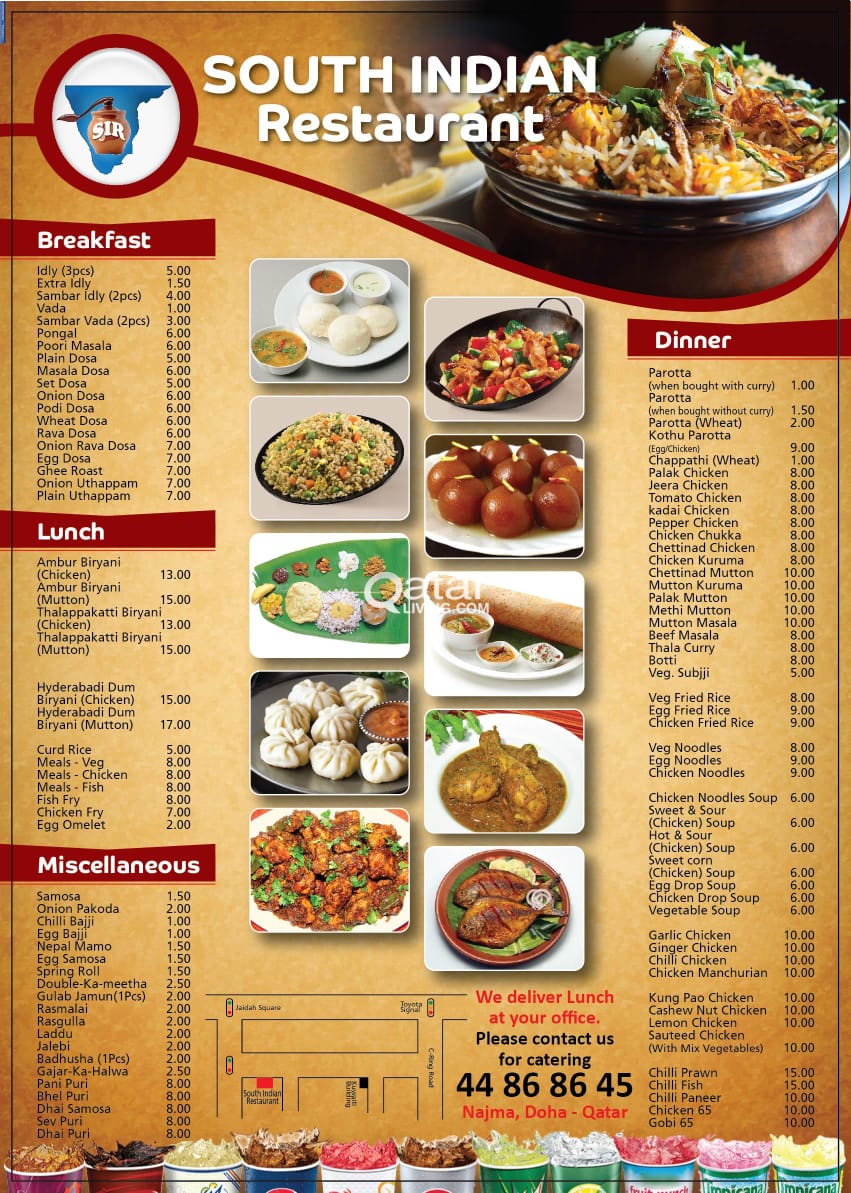 SJR
SOUTH INDIAN
Restaurant
Breakfast
Idly (3pcs) 5.00
Extra Idly 1.50
Sambar Idly (2pcs) 4.00
Vada 1.00
Sambar Vada (2pcs) 3.00
Pongal 6.00
Poori Masala 6.00
Plain Dosa 5.00
Masala Dosa 6.00
Set Dosa 5.00
Onion Dosa 6.00
Podi Dosa 6.00
Wheat Dosa 6.00
Rava Dosa 6.00
Onion Rava Dosa 7.00
Egg Dosa 7.00
Ghee Roast 7.00
Onion Uthappam 7.00
Plain Uthappam 7.00
Lunch
Ambur Biryani
(Chicken) 13.00
Ambur Biryani
(Mutton) 15.00
Thalappakatti Biryani
(Chicken) 13.00
Thalappakatti Biryani
(Mutton) 15.00
Hyderabadi Dum
Biryani (Chicken) 15.00
Hyderabadi Dum
Biryani (Mutton) 17.00
Curd Rice 5.00
Meals - Veg 8.00
Meals - Chicken 8.00
Meals - Fish 8.00
Fish Fry 8.00
Chicken Fry 7.00
Egg Omelet 2.00
Miscellaneous
Samosa 1.50
Onion Pakoda 2.00
Chilli Bajji 1.00
Egg Bajji 1.00
Nepal Mamo 1.50
Egg Samosa 1.50
Spring Roll 1.50
Double-Ka-meetha 2.50
Gulab Jamun(1Pcs) 2.00
Rasmalai 2.00
Rasgulla 2.00
Laddu 2.00
Jalebi 2.00
Badhusha (1Pcs) 2.00
Gajar-Ka-Halwa 2.50
Pani Puri 8.00
Bhel Puri 8.00
Dhai Samosa 8.00
Sev Puri 8.00
Dhai Puri 8.00
Qatar
LIVING.COM
Jaidah Square
Toyota
Signal
C-Ring Road
South Indian
Restaurant
Kuwaiti
Building
We deliver Lunch
at your office.
Please contact us
for catering
44 86 86 45
Najma, Doha - Qatar
Dinner
Parotta
(when bought with curry) 1.00
Parotta
(when bought without curry) 1.50
Parotta (Wheat) 2.00
Kothu Parotta
(Egg/Chicken) 9.00
Chappathi (Wheat) 1.00
Palak Chicken 8.00
Jeera Chicken 8.00
Tomato Chicken 8.00
kadai Chicken 8.00
Pepper Chicken 8.00
Chicken Chukka 8.00
Chettinad Chicken 8.00
Chicken Kuruma 8.00
Chettinad Mutton 10.00
Mutton Kuruma 10.00
Palak Mutton 10.00
Methi Mutton 10.00
Mutton Masala 10.00
Beef Masala 8.00
Thala Curry 8.00
Botti 8.00
Veg. Subjji 5.00
Veg Fried Rice 8.00
Egg Fried Rice 9.00
Chicken Fried Rice 9.00
Veg Noodles 8.00
Egg Noodles 9.00
Chicken Noodles 9.00
Chicken Noodles Soup 6.00
Sweet & Sour
(Chicken) Soup 6.00
Hot & Sour
(Chicken) Soup 6.00
Sweet corn
(Chicken) Soup 6.00
Egg Drop Soup 6.00
Chicken Drop Soup 6.00
Vegetable Soup 6.00
Garlic Chicken 10.00
Ginger Chicken 10.00
Chilli Chicken 10.00
Chicken Manchurian 10.00
Kung Pao Chicken 10.00
Cashew Nut Chicken 10.00
Lemon Chicken 10.00
Sauteed Chicken
(With Mix Vegetables) 10.00
Chilli Prawn 15.00
Chilli Fish 15.00
Chilli Paneer 10.00
Chicken 65 10.00
Gobi 65 10.00
fruit punch
Tropicana
Tropicana